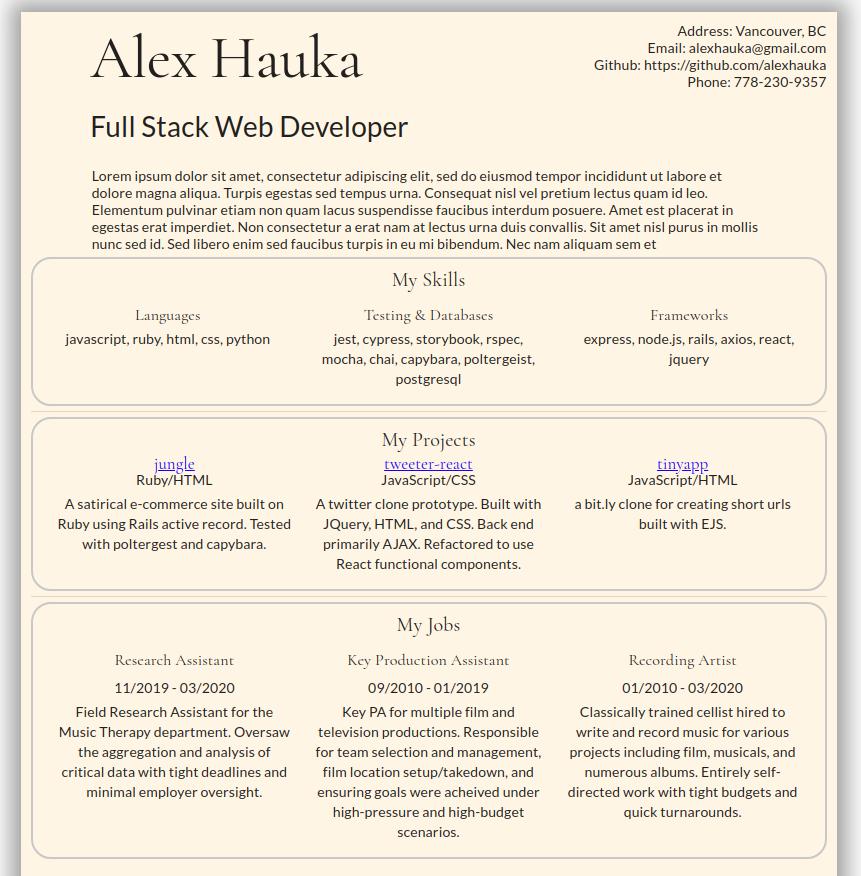 Alex Hauka
Address: Vancouver, BC
Email: alexhauka@gmail.com
Github: https://github.com/alexhauka
Phone: 778-230-9357
Full Stack Web Developer
Lorem ipsum dolor sit amet, consectetur adipiscing elit, sed do eiusmod tempor incididunt ut labore et
dolore magna aliqua. Turpis egestas sed tempus urna. Consequat nisl vel pretium lectus quam id leo.
Elementum pulvinar etiam non quam lacus suspendisse faucibus interdum posuere. Amet est placerat in
egestas erat imperdiet. Non consectetur a erat nam at lectus urna duis convallis. Sit amet nisl purus in mollis
nunc sed id. Sed libero enim sed faucibus turpis in eu mi bibendum. Nec nam aliquam sem et
My Skills
Languages
javascript, ruby, html, css, python
Testing & Databases
jest, cypress, storybook, rspec,
mocha, chai, capybara, poltergeist,
postgresql
Frameworks
express, node.js, rails, axios, react,
jquery
My Projects
jungle
Ruby/HTML
A satirical e-commerce site built on
Ruby using Rails active record. Tested
with poltergest and capybara.
tweeter-react
JavaScript/CSS
A twitter clone prototype. Built with
JQuery, HTML, and CSS. Back end
primarily AJAX. Refactored to use
React functional components.
tinyapp
JavaScript/HTML
a bit.ly clone for creating short urls
built with EJS.
My Jobs
Research Assistant
11/2019 - 03/2020
Field Research Assistant for the
Music Therapy department. Oversaw
the aggregation and analysis of
critical data with tight deadlines and
minimal employer oversight.
Key Production Assistant
09/2010 - 01/2019
Key PA for multiple film and
television productions. Responsible
for team selection and management,
film location setup/takedown, and
ensuring goals were acheived under
high-pressure and high-budget
scenarios.
Recording Artist
01/2010 - 03/2020
Classically trained cellist hired to
write and record music for various
projects including film, musicals, and
numerous albums. Entirely self-
directed work with tight budgets and
quick turnarounds.